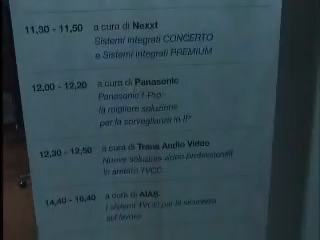 11,30 - 11,50 a cura di Nexxt
Sistemi integrati CONCERTO
e Sistemi integrati PREMIUM
12,00 - 12,20 a cura di Panasonic
Panasonic I-Pro:
la migliore soluzione
per la sorveglianza in IP
12,30 - 12,50 a cura di Trans Audio Video
Nuove soluzioni video professionali
in ambito TVCC
14,40 - 16,40 a cura di AIAS
I sistemi TVCC per la sicurezza
sul lavoro